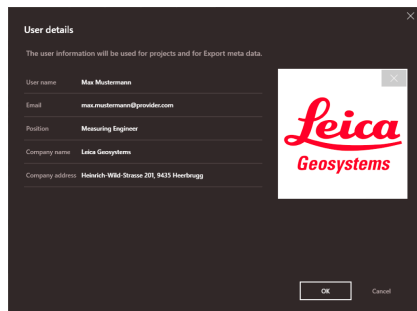 User details
The user information will be used for projects and for Export meta data.
User name Max Mustermann
Email max.mustermann@provider.com
Position Measuring Engineer
Company name Leica Geosystems
Company address Heinrich-Wild-Strasse 201, 9435 Heerbrugg
Leica
Geosystems
OK Cancel